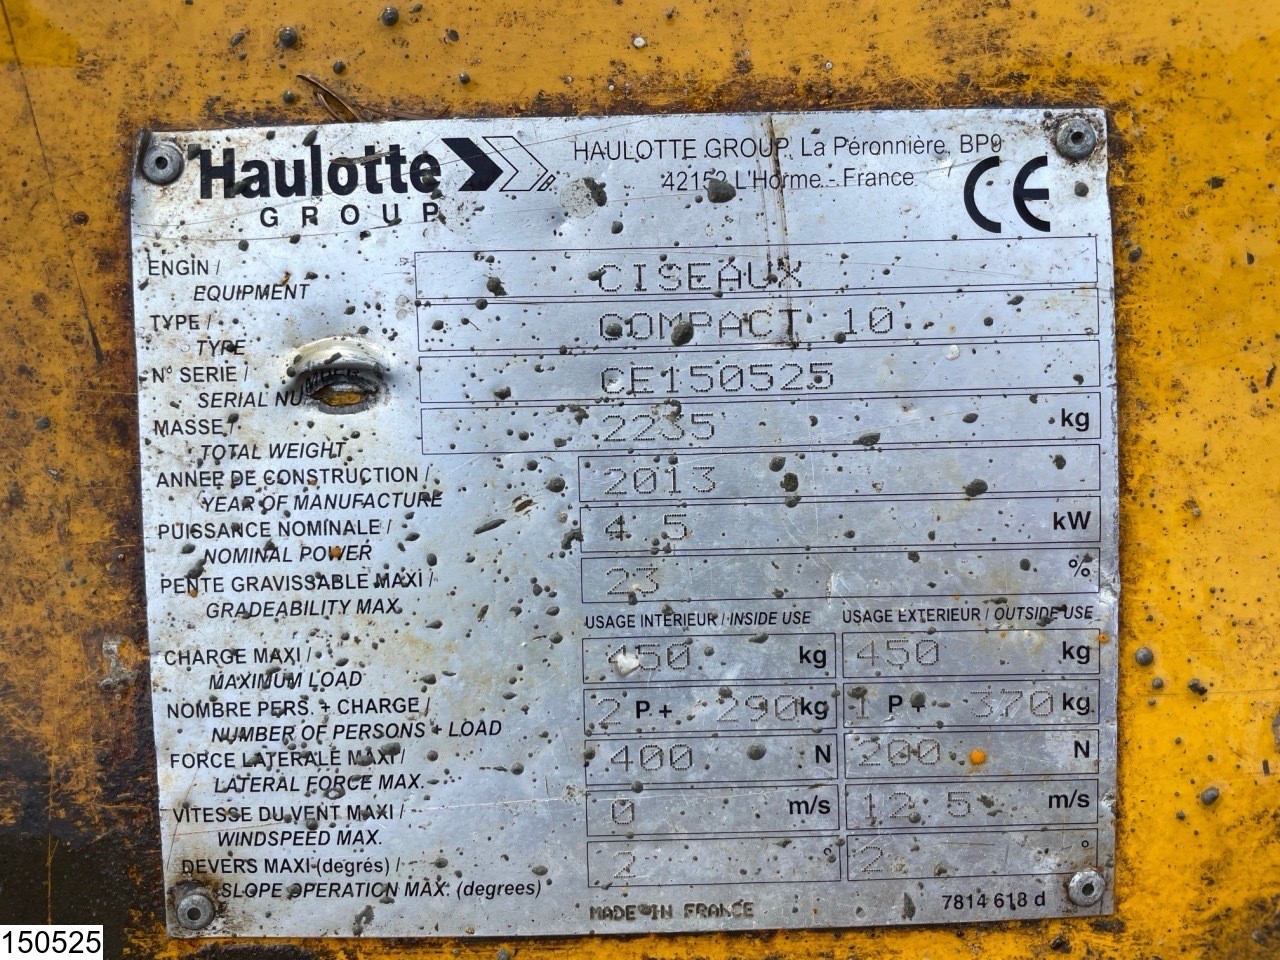 Haulotte
GROUP
HAULOTTE GROUP, La Péronnière, BP9
42152 L'Horme - France
CE
ENGIN / CISEAUX
EQUIPMENT
TYPE / COMPACT 10
TYPE
N° SERIE / CE150525
SERIAL NUMBER
MASSE / 2235 kg
TOTAL WEIGHT
ANNEE DE CONSTRUCTION / 2013
YEAR OF MANUFACTURE
PUISSANCE NOMINALE / 4.5 kW
NOMINAL POWER
PENTE GRAVISSABLE MAXI / 23 %
GRADEABILITY MAX.
USAGE INTERIEUR / INSIDE USE USAGE EXTERIEUR / OUTSIDE USE
CHARGE MAXI / 450 kg 450 kg
MAXIMUM LOAD
NOMBRE PERS. + CHARGE / 2 P + 290 kg 1 P + 370 kg
NUMBER OF PERSONS + LOAD
FORCE LATERALE MAXI / 400 N 200 N
LATERAL FORCE MAX.
VITESSE DU VENT MAXI / 0 m/s 12.5 m/s
WINDSPEED MAX.
DEVERS MAXI (degrés) / 2 ° 2 °
SLOPE OPERATION MAX. (degrees)
MADE IN FRANCE 7814 618 d
150525